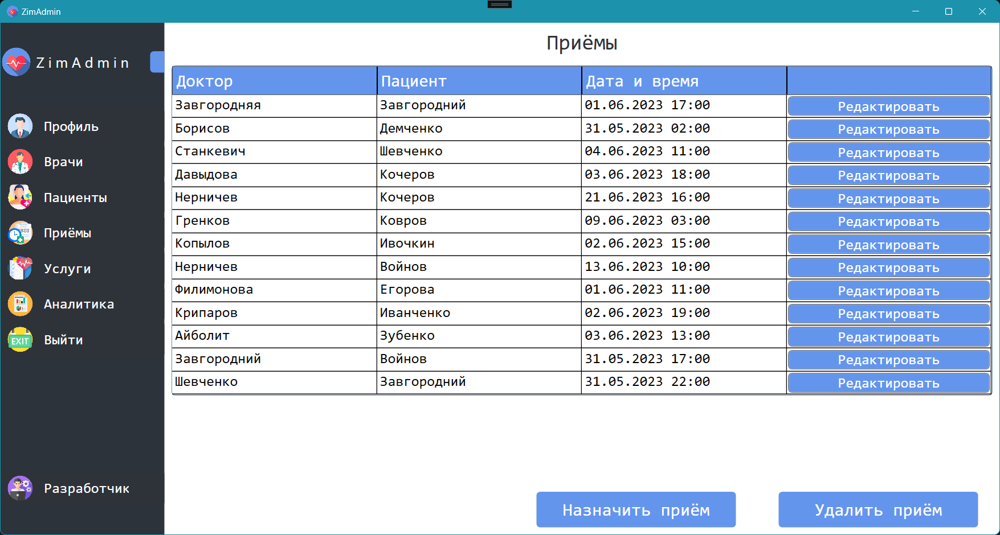 ZimAdmin
ZimAdmin
Профиль
Врачи
Пациенты
Приёмы
Услуги
Аналитика
EXIT Выйти
Разработчик
Приёмы
Доктор Пациент Дата и время
Завгородняя Завгородний 01.06.2023 17:00 Редактировать
Борисов Демченко 31.05.2023 02:00 Редактировать
Станкевич Шевченко 04.06.2023 11:00 Редактировать
Давыдова Кочеров 03.06.2023 18:00 Редактировать
Нерничев Кочеров 21.06.2023 16:00 Редактировать
Гренков Ковров 09.06.2023 03:00 Редактировать
Копылов Ивочкин 02.06.2023 15:00 Редактировать
Нерничев Войнов 13.06.2023 10:00 Редактировать
Филимонова Егорова 01.06.2023 11:00 Редактировать
Крипаров Иванченко 02.06.2023 19:00 Редактировать
Айболит Зубенко 03.06.2023 13:00 Редактировать
Завгородний Войнов 31.05.2023 17:00 Редактировать
Шевченко Завгородний 31.05.2023 22:00 Редактировать
Назначить приём Удалить приём